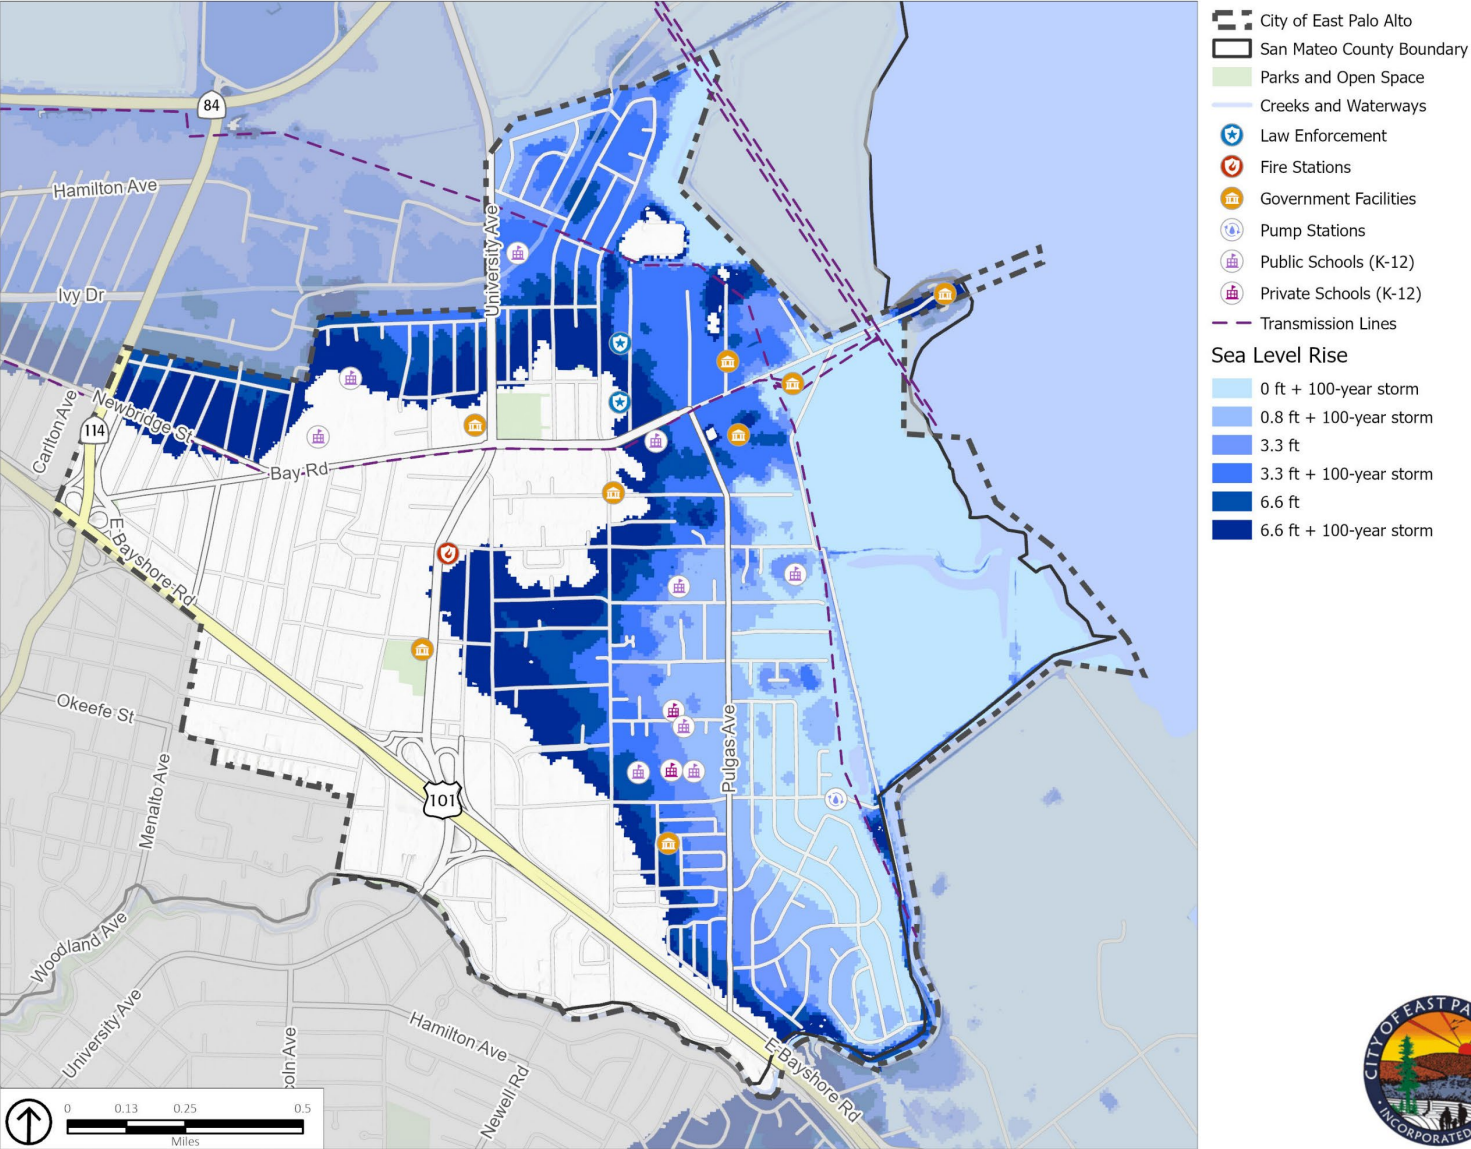 City of East Palo Alto
San Mateo County Boundary
Parks and Open Space
Creeks and Waterways
Law Enforcement
Fire Stations
Government Facilities
Pump Stations
Public Schools (K-12)
Private Schools (K-12)
Transmission Lines
Sea Level Rise
0 ft + 100-year storm
0.8 ft + 100-year storm
3.3 ft
3.3 ft + 100-year storm
6.6 ft
6.6 ft + 100-year storm
84
Hamilton Ave
University Ave
Ivy Dr
Carlton Ave
Newbridge St
114
Bay Rd
E Bayshore Rd
Okeefe St
Menalto Ave
101
Pulgas Ave
Woodland Ave
University Ave
coln Ave
Hamilton Ave
Newell Rd
E Bayshore Rd
0 0.13 0.25 0.5
Miles
CITY OF EAST PA
INCORPORATED